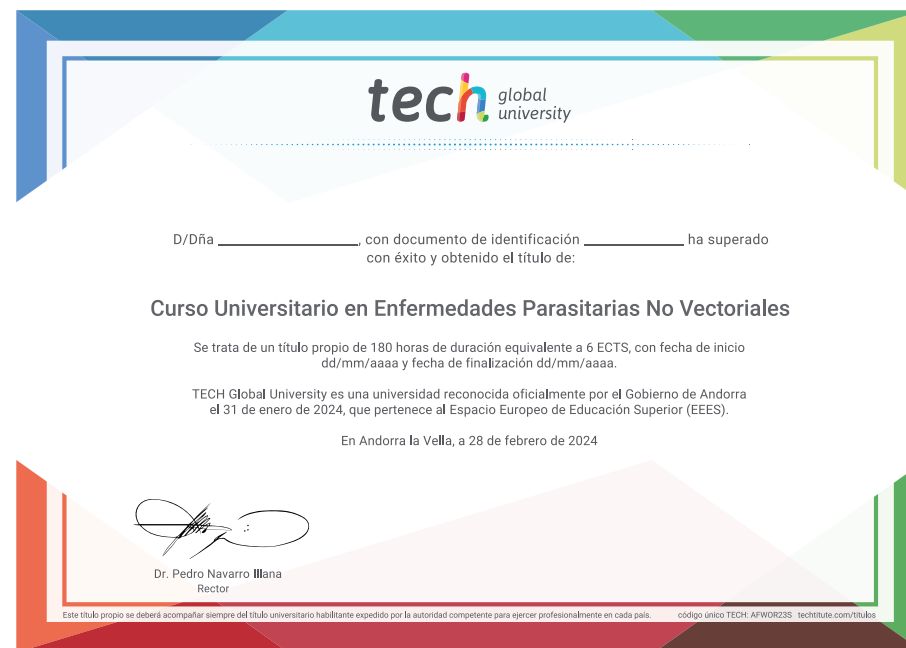 tech global
university
D/Dña ______________, con documento de identificación __________ ha superado
con éxito y obtenido el título de:
Curso Universitario en Enfermedades Parasitarias No Vectoriales
Se trata de un título propio de 180 horas de duración equivalente a 6 ECTS, con fecha de inicio
dd/mm/aaaa y fecha de finalización dd/mm/aaaa.
TECH Global University es una universidad reconocida oficialmente por el Gobierno de Andorra
el 31 de enero de 2024, que pertenece al Espacio Europeo de Educación Superior (EEES).
En Andorra la Vella, a 28 de febrero de 2024
Dr. Pedro Navarro Illana
Rector
Este título propio se deberá acompañar siempre del título universitario habilitante expedido por la autoridad competente para ejercer profesionalmente en cada país. código único TECH: AFWOR23S techtitute.com/titulos